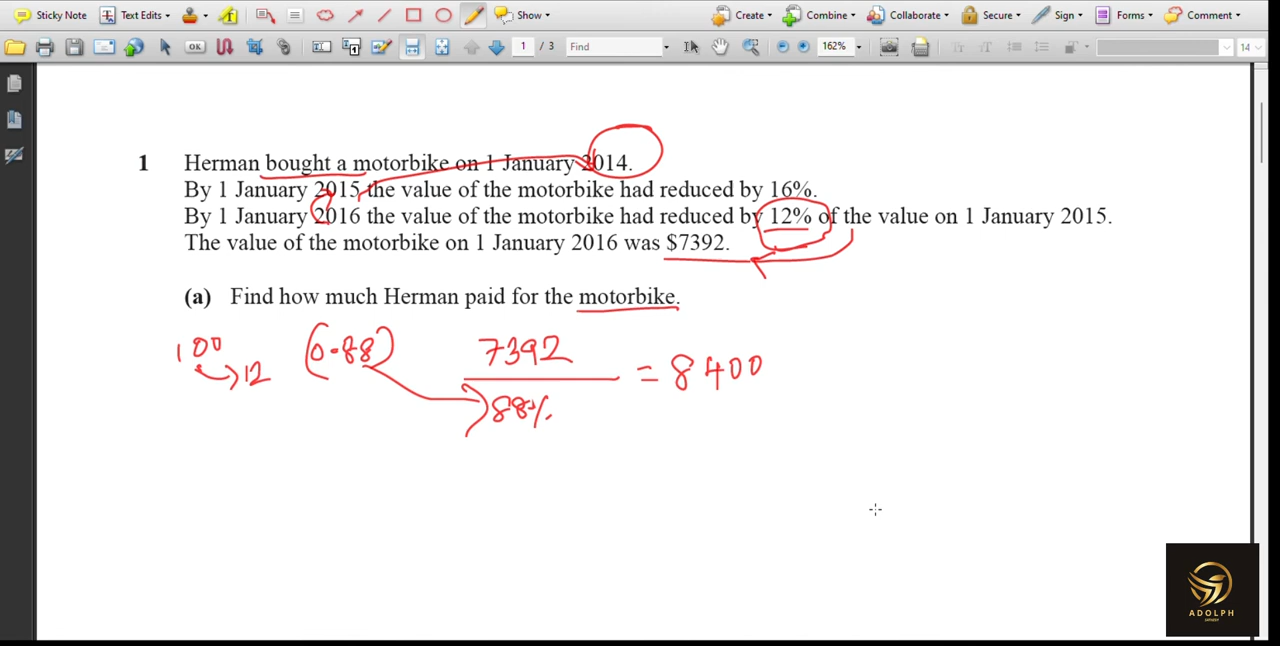 Sticky Note Text Edits Show Create Combine Collaborate Secure Sign Forms Comment
OK 1 / 3 Find 162% Tr T 14
1 Herman bought a motorbike on 1 January 2014.
By 1 January 2015 the value of the motorbike had reduced by 16%.
By 1 January 2016 the value of the motorbike had reduced by 12% of the value on 1 January 2015.
The value of the motorbike on 1 January 2016 was $7392.
(a) Find how much Herman paid for the motorbike.
100 (0.88) 7392
12 = 8400
88%
ADOLPH